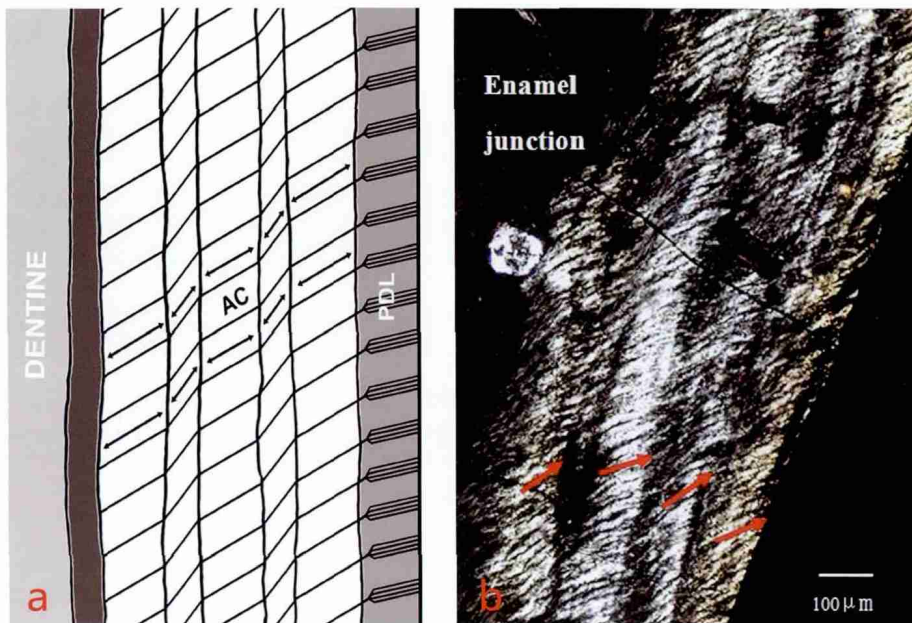 DENTINE
AC
PDL
a
Enamel
junction
b
100μm